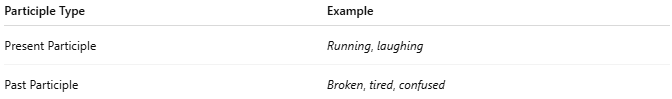 Participle Type Example
Present Participle Running, laughing
Past Participle Broken, tired, confused